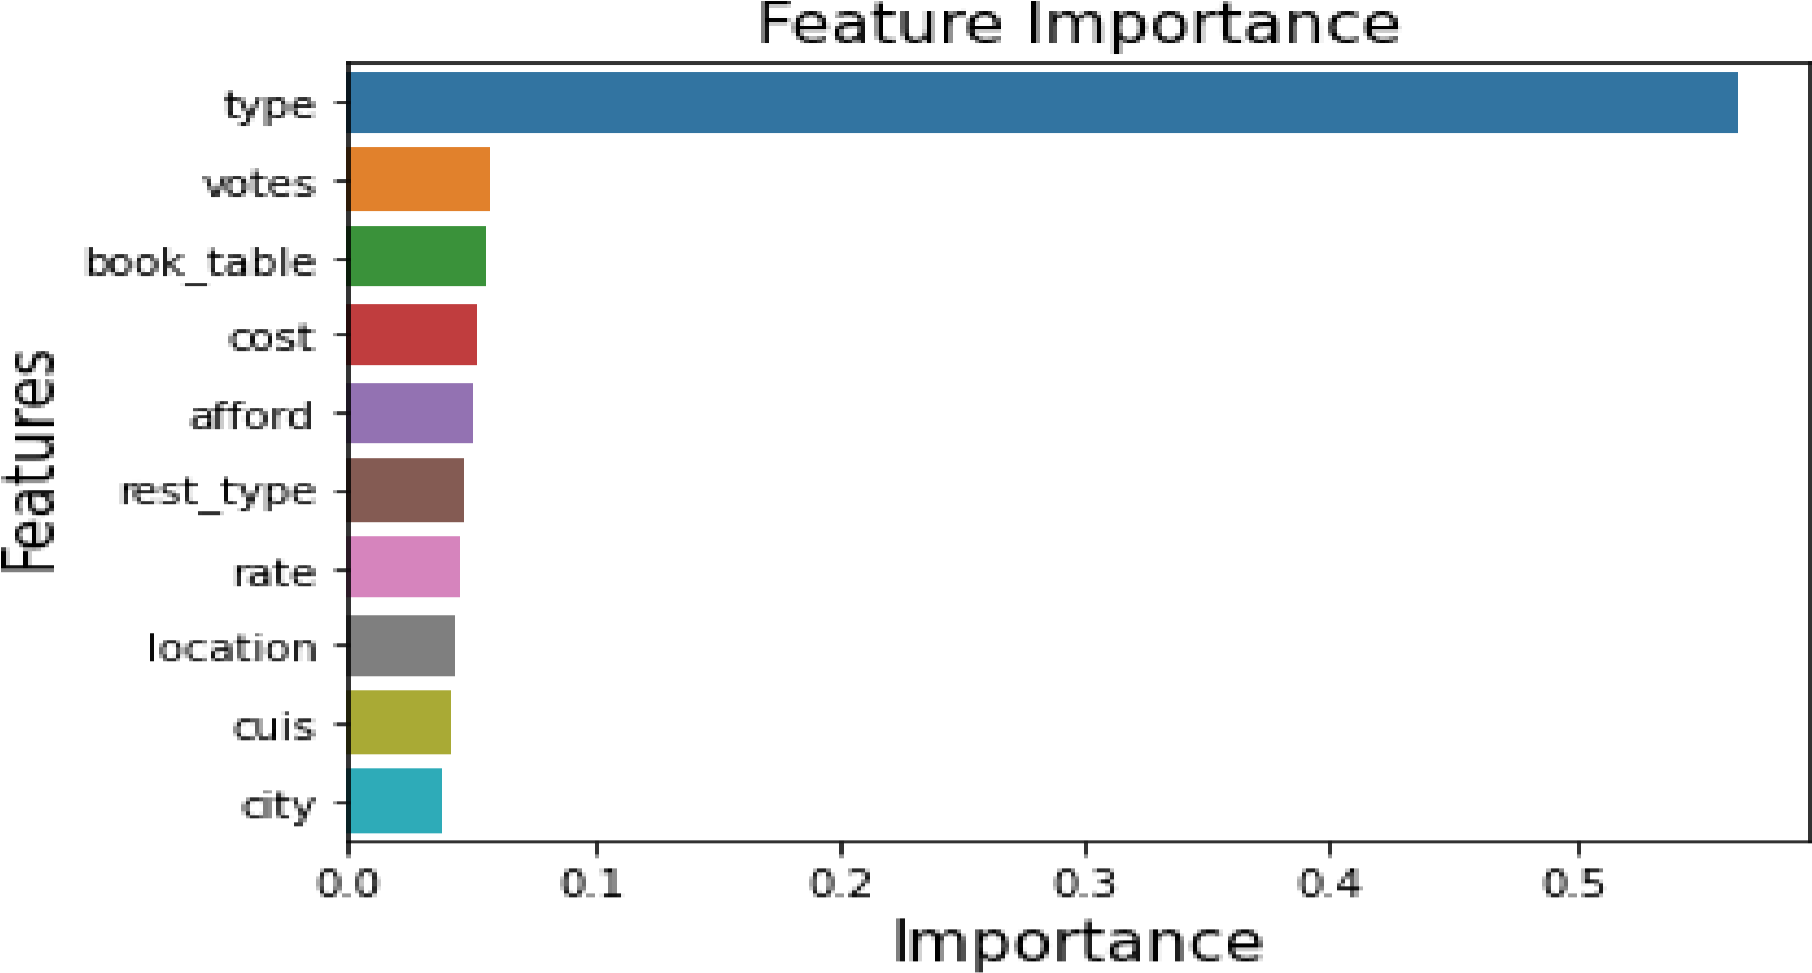 Feature Importance
type
votes
book_table
cost
afford
rest_type
rate
location
cuis
city
Features
0.0 0.1 0.2 0.3 0.4 0.5
Importance